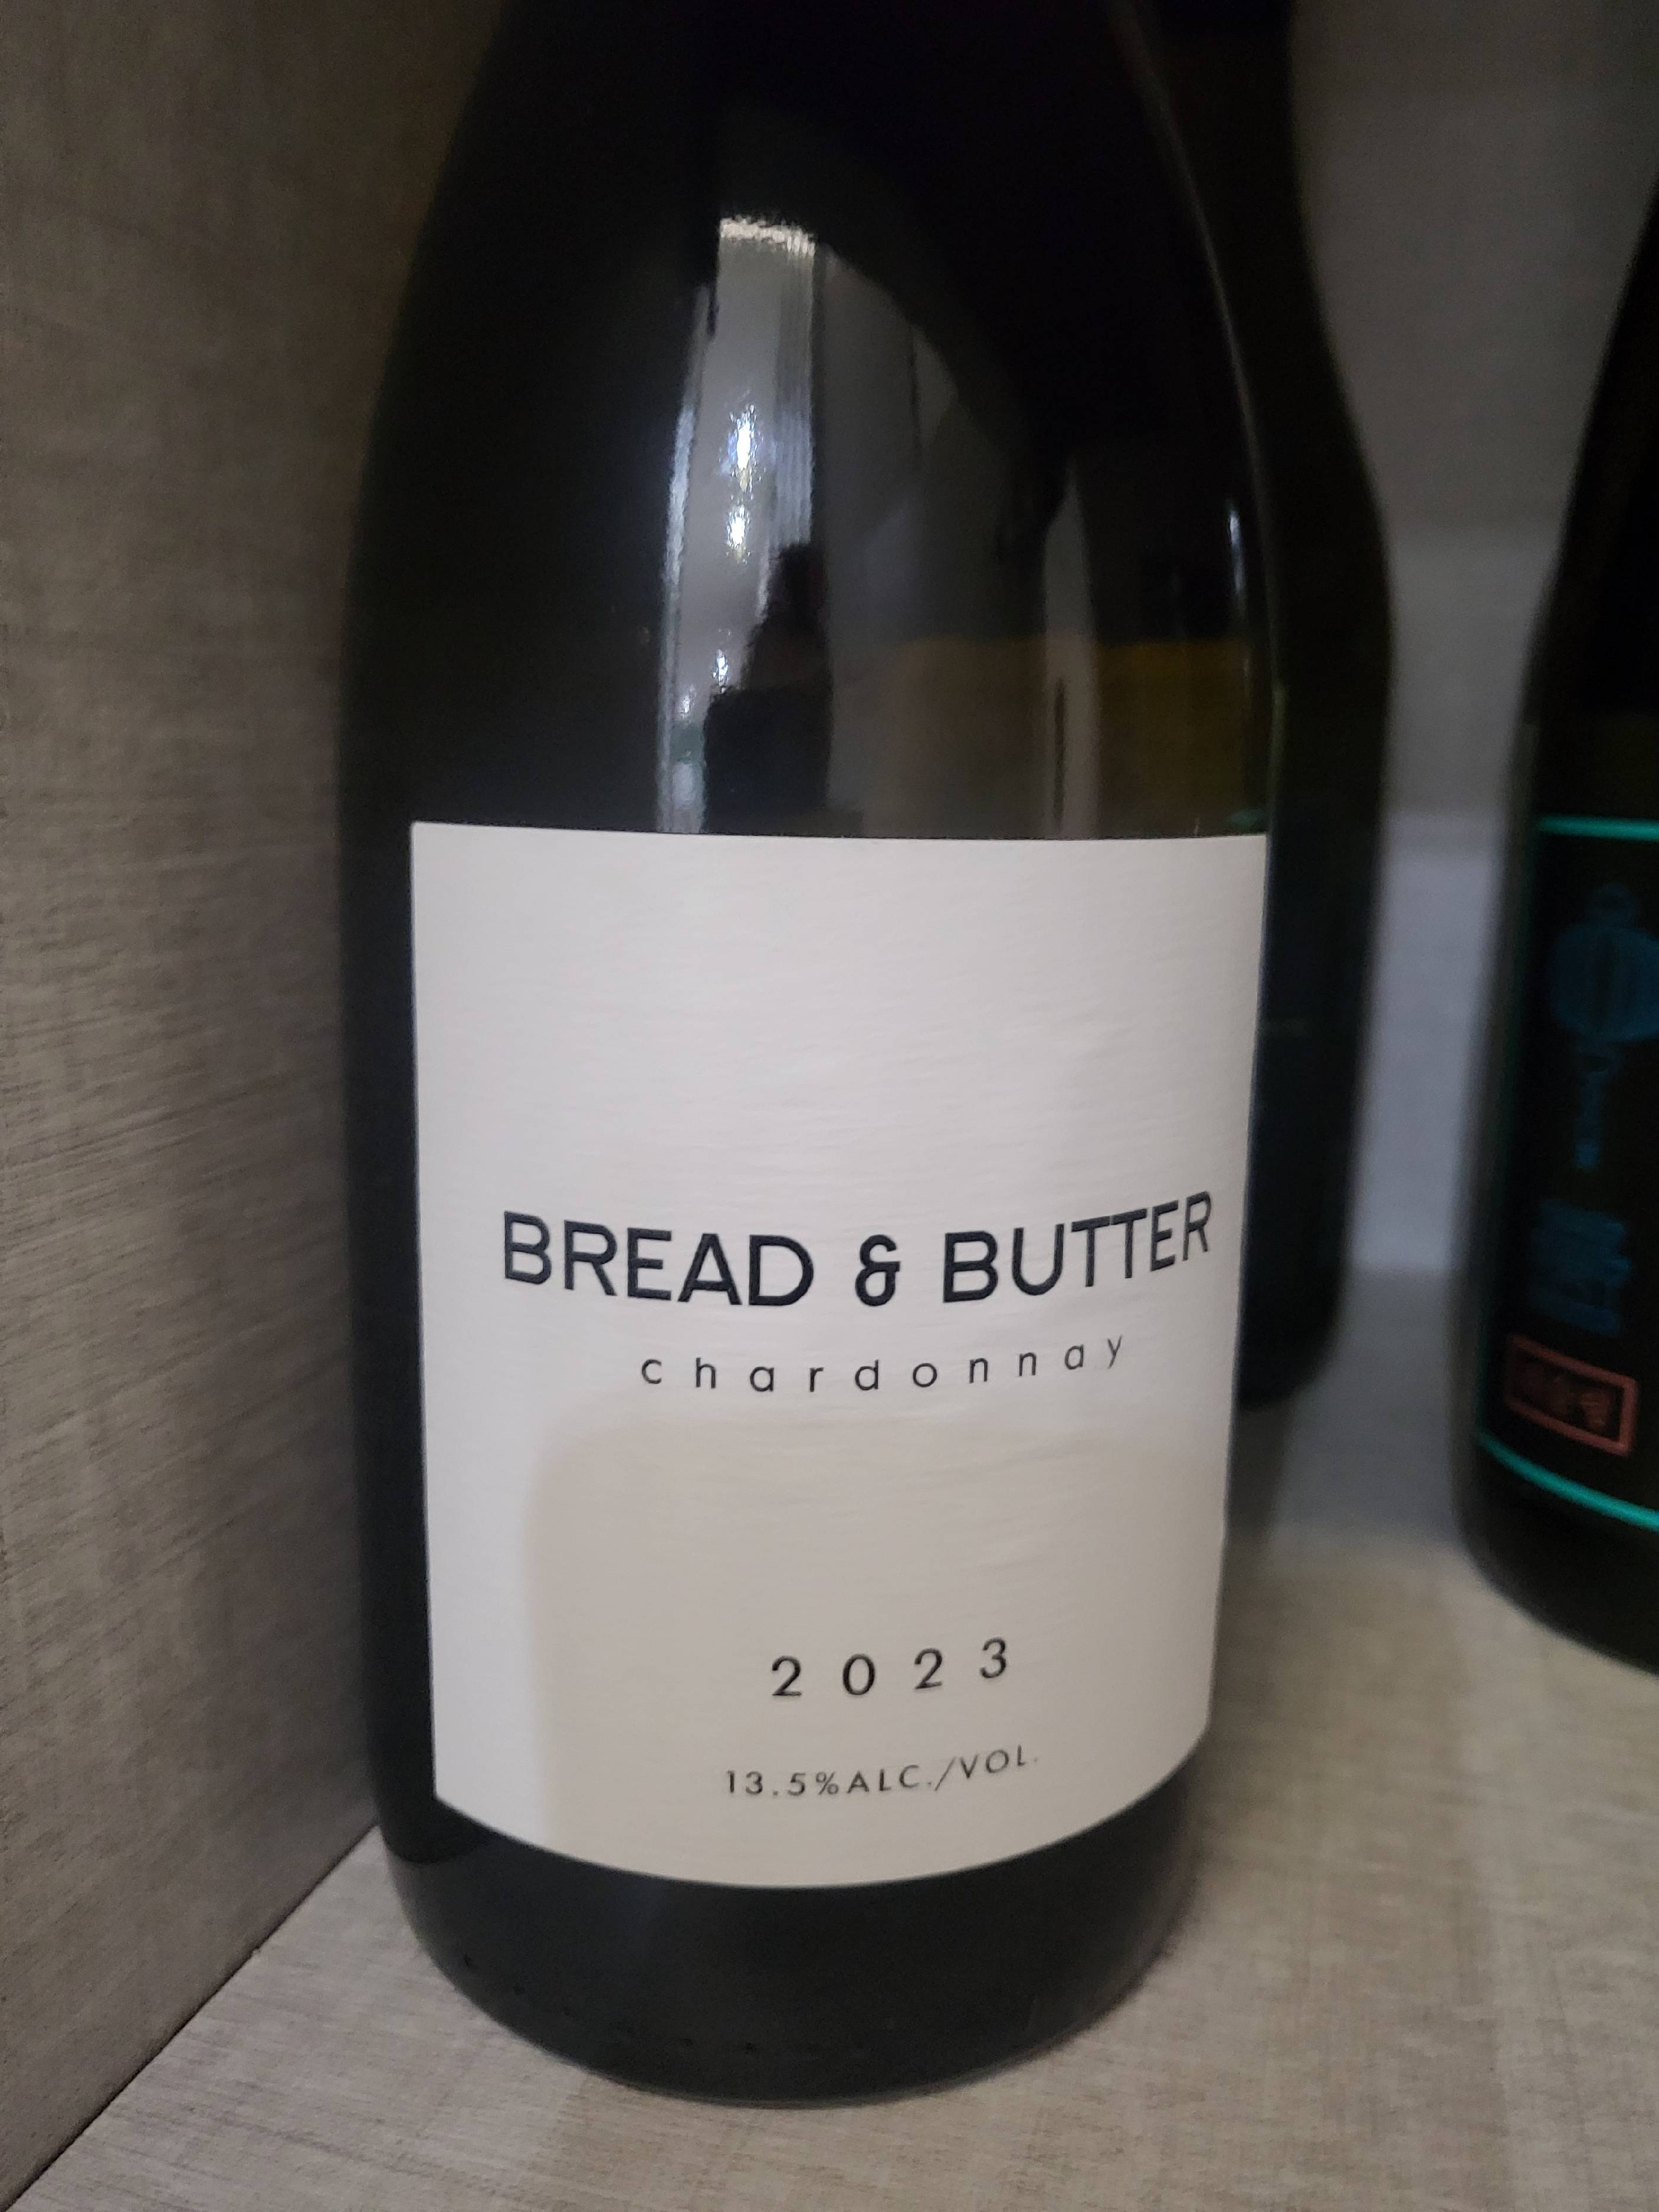 BREAD & BUTTER
chardonnay
2023
13.5%ALC./VOL.